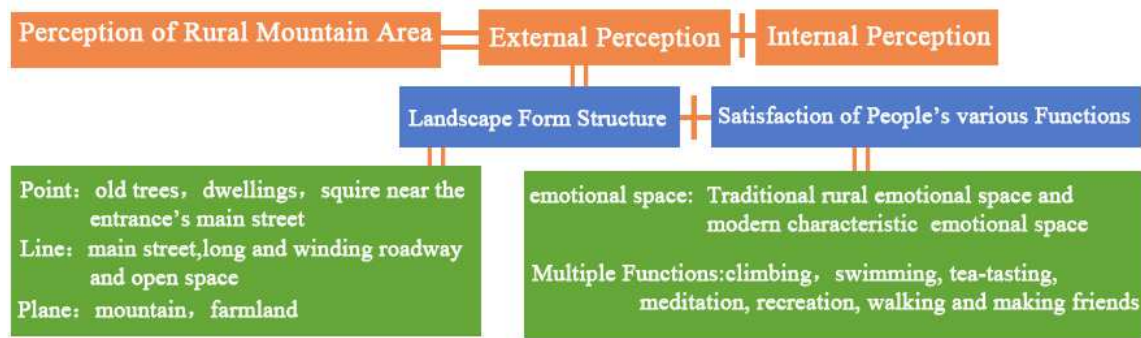 Perception of Rural Mountain Area
External Perception
Internal Perception
Landscape Form Structure
Satisfaction of People's various Functions
Point: old trees, dwellings, squire near the
entrance's main street
Line: main street,long and winding roadway
and open space
Plane: mountain, farmland
emotional space: Traditional rural emotional space and
modern characteristic emotional space
Multiple Functions:climbing, swimming, tea-tasting,
meditation, recreation, walking and making friends